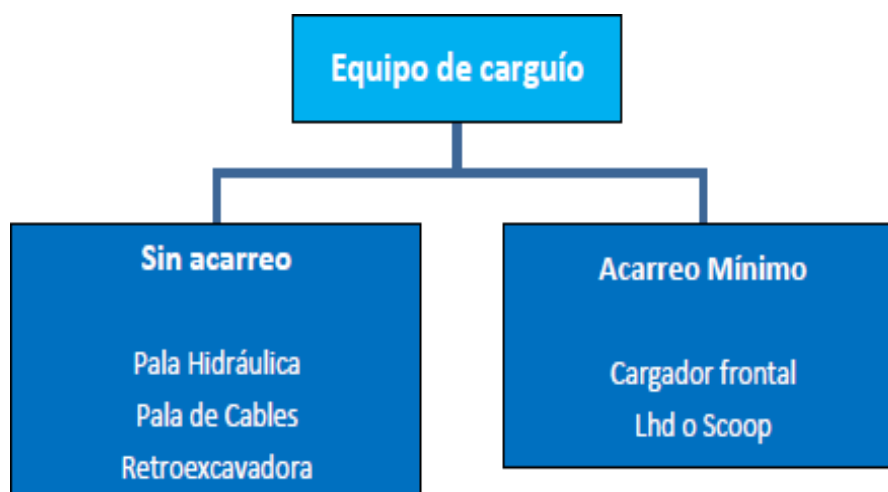 Equipo de carguío
Sin acarreo
Pala Hidráulica
Pala de Cables
Retroexcavadora
Acarreo Mínimo
Cargador frontal
Lhd o Scoop